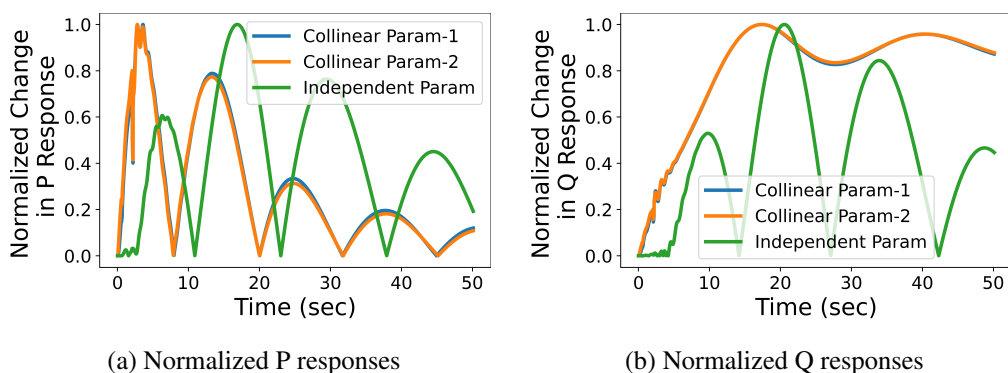 Normalized Change
in P Response
1.0
0.8
0.6
0.4
0.2
0.0
0 10 20 30 40 50
Time (sec)
Collinear Param-1
Collinear Param-2
Independent Param
(a) Normalized P responses
Normalized Change
in Q Response
1.0
0.8
0.6
0.4
0.2
0.0
0 10 20 30 40 50
Time (sec)
Collinear Param-1
Collinear Param-2
Independent Param
(b) Normalized Q responses